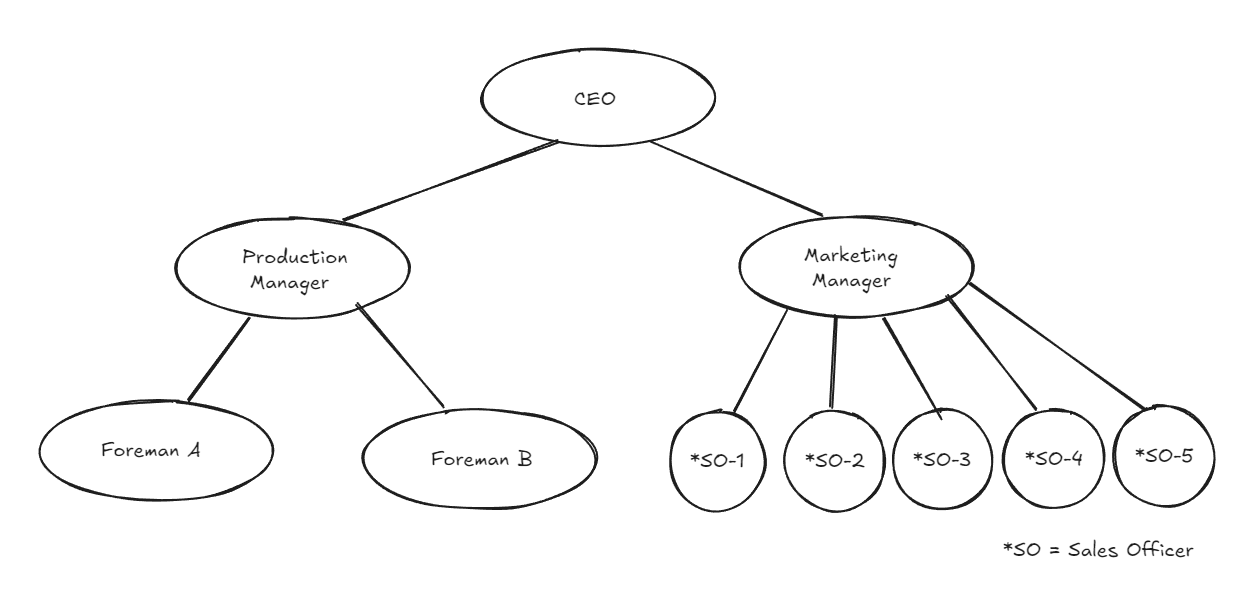 CEO
Production
Manager
Marketing
Manager
Foreman A
Foreman B
*SO-1
*SO-2
*SO-3
*SO-4
*SO-5
*SO = Sales Officer